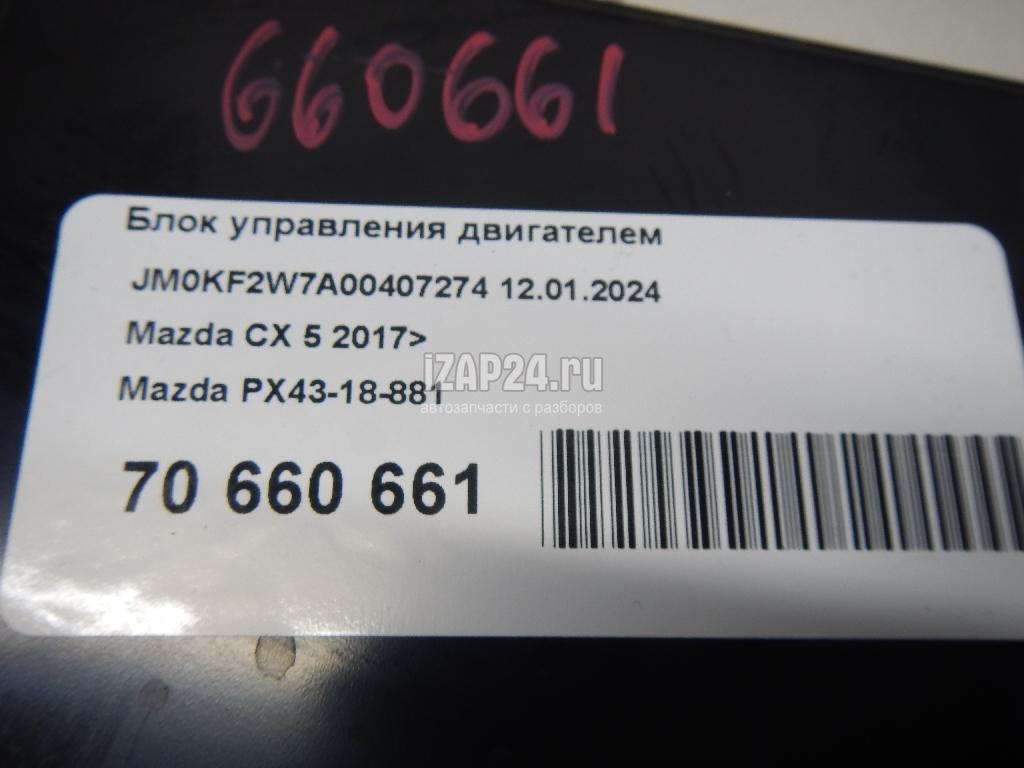 660661
Блок управления двигателем
JM0KF2W7A00407274 12.01.2024
Mazda CX 5 2017>
iZAP24.ru
Mazda PX43-18-881
автозапчасти с разборов
70 660 661